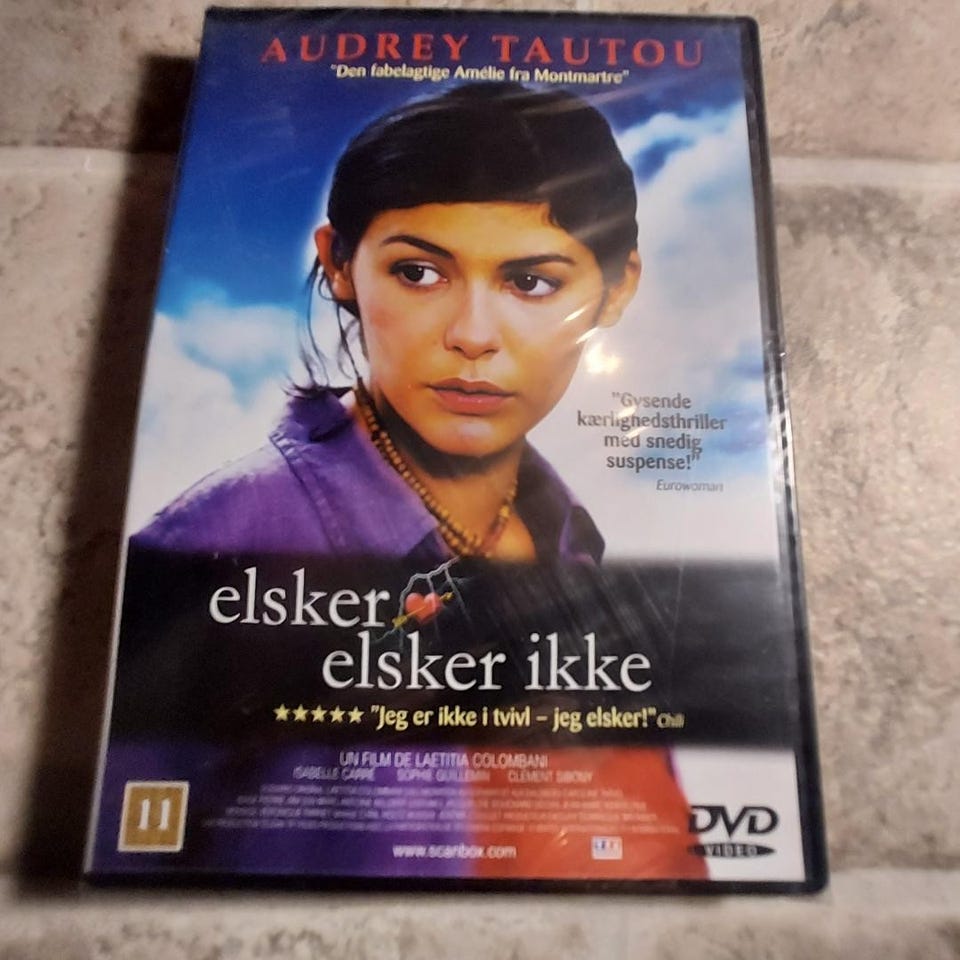 AUDREY TAUTOU
"Den fabelagtige Amélie fra Montmartre"
"Gysende
kærlighedsthriller
med snedig
suspense!"
Eurowoman
elsker
elsker ikke
★★★★★ "Jeg er ikke i tvivl – jeg elsker!" Chili
UN FILM DE LAETITIA COLOMBANI
ISABELLE CARRÉ SOPHIE GUILLEMIN CLÉMENT SIBONY
11
www.scanbox.com
DVD
VIDEO